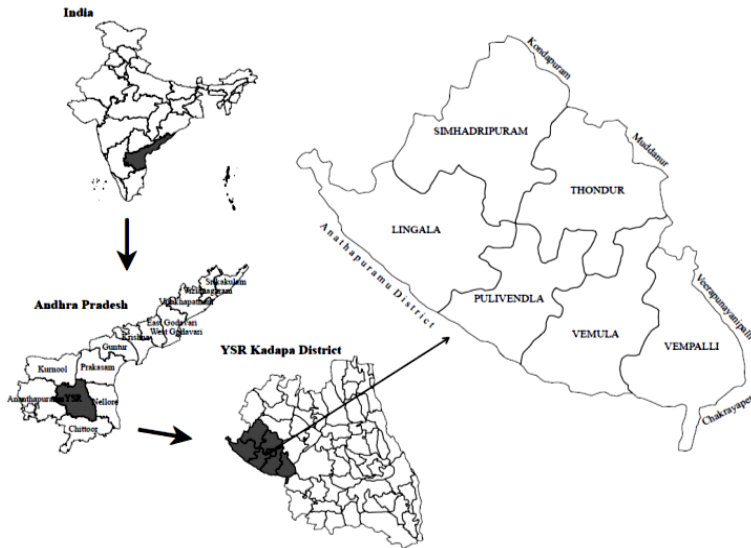 India
Kondapuram
SIMHADRIPURAM
Muddanur
THONDUR
LINGALA
Anathapuramu District
PULIVENDLA
VEMULA
Veerapunayanipalli
VEMPALLI
Chakrayapet
Andhra Pradesh
Srikakulam
Vizianagaram
Visakhapatnam
East Godavari
West Godavari
Krishna
Guntur
Prakasam
Kurnool
Ananthapuramu
YSR
Nellore
Chittoor
YSR Kadapa District